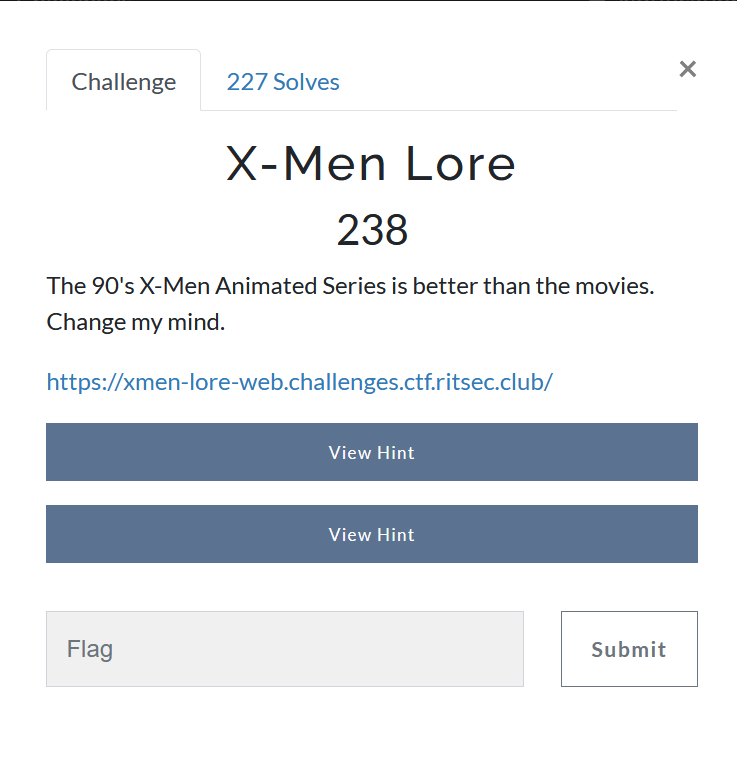 Challenge
227 Solves
×
X-Men Lore
238
The 90's X-Men Animated Series is better than the movies.
Change my mind.
https://xmen-lore-web.challenges.ctf.ritsec.club/
View Hint
View Hint
Flag
Submit